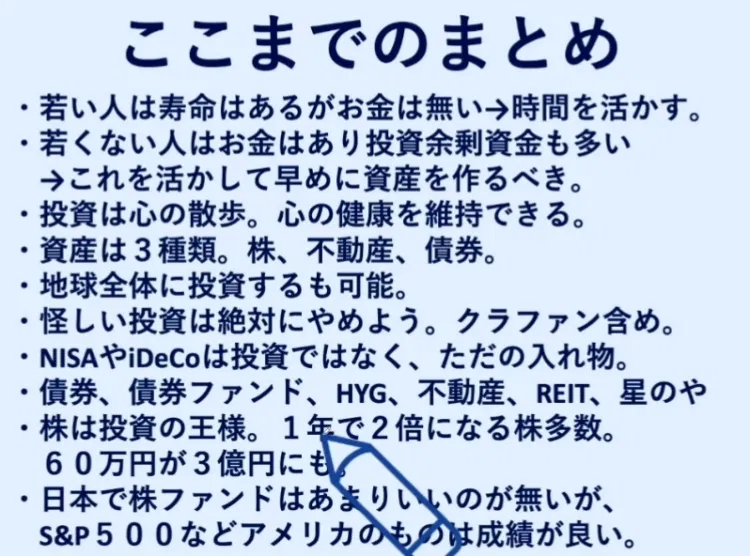 ここまでのまとめ
・若い人は寿命はあるがお金は無い→時間を活かす。
・若くない人はお金はあり投資余剰資金も多い
→これを活かして早めに資産を作るべき。
・投資は心の散歩。心の健康を維持できる。
・資産は３種類。株、不動産、債券。
・地球全体に投資するも可能。
・怪しい投資は絶対にやめよう。クラファン含め。
・NISAやiDeCoは投資ではなく、ただの入れ物。
・債券、債券ファンド、HYG、不動産、REIT、星のや
・株は投資の王様。１年で２倍になる株多数。
６０万円が３億円にも。
・日本で株ファンドはあまりいいのが無いが、
S&P５００などアメリカのものは成績が良い。